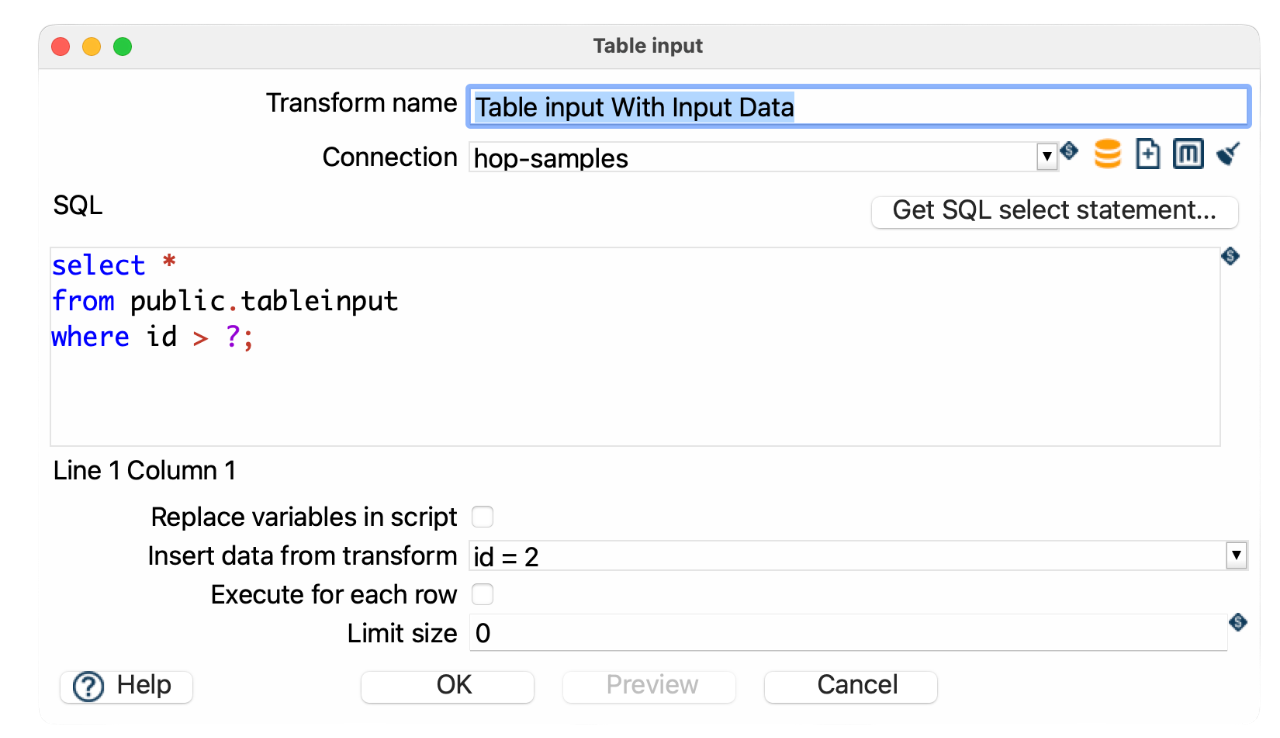 Table input
Transform name Table input With Input Data
Connection hop-samples
SQL Get SQL select statement...
select *
from public.tableinput
where id > ?;
Line 1 Column 1
Replace variables in script
Insert data from transform id = 2
Execute for each row
Limit size 0
Help OK Preview Cancel